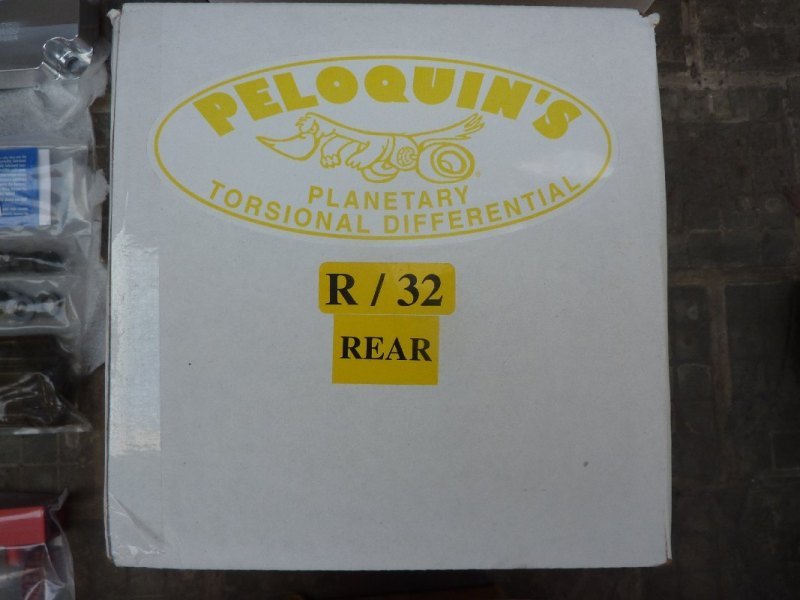 PELOQUIN'S
PLANETARY
TORSIONAL DIFFERENTIAL
R / 32
REAR